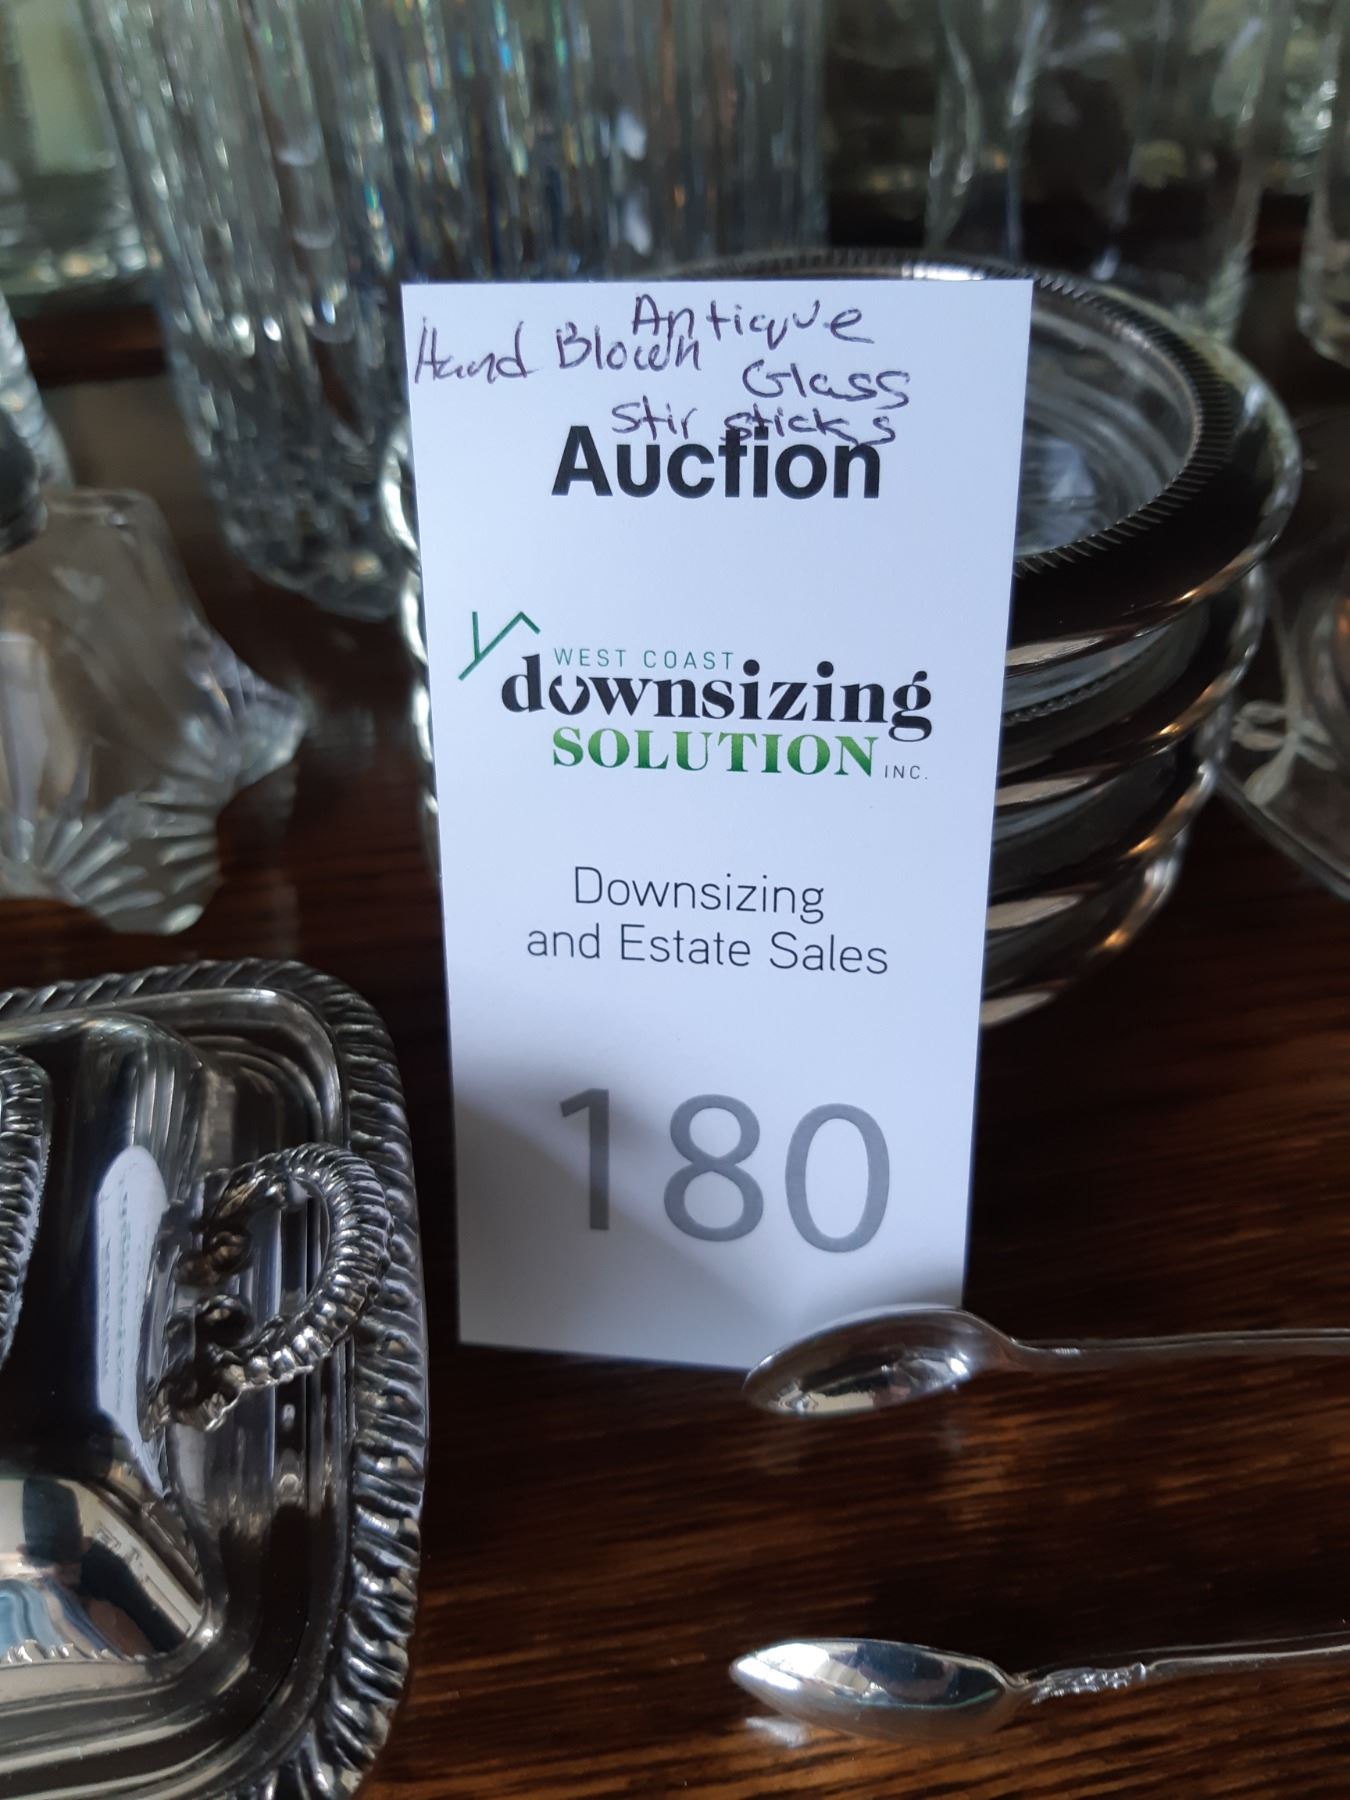 Antique
Hand Blown
Glass
stir sticks
Auction
WEST COAST
downsizing
SOLUTION INC.
Downsizing
and Estate Sales
180